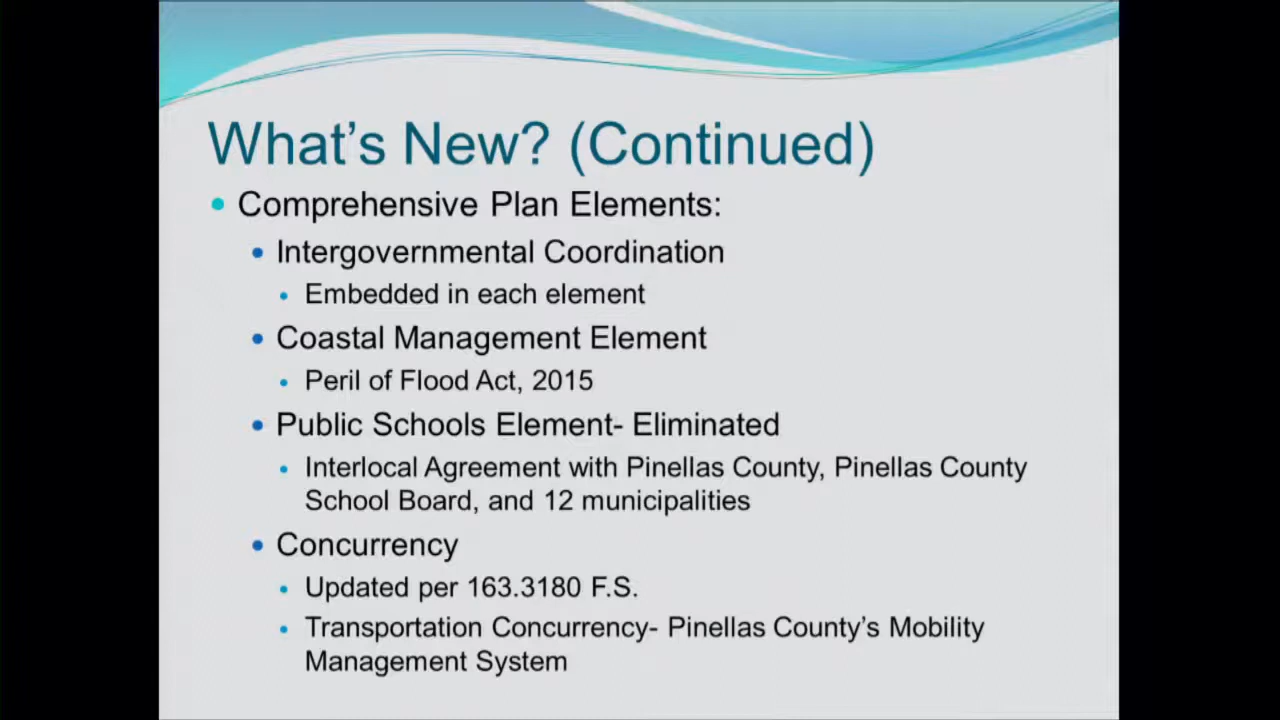 What's New? (Continued)
• Comprehensive Plan Elements:
• Intergovernmental Coordination
• Embedded in each element
• Coastal Management Element
• Peril of Flood Act, 2015
• Public Schools Element- Eliminated
• Interlocal Agreement with Pinellas County, Pinellas County
School Board, and 12 municipalities
• Concurrency
• Updated per 163.3180 F.S.
• Transportation Concurrency- Pinellas County's Mobility
Management System